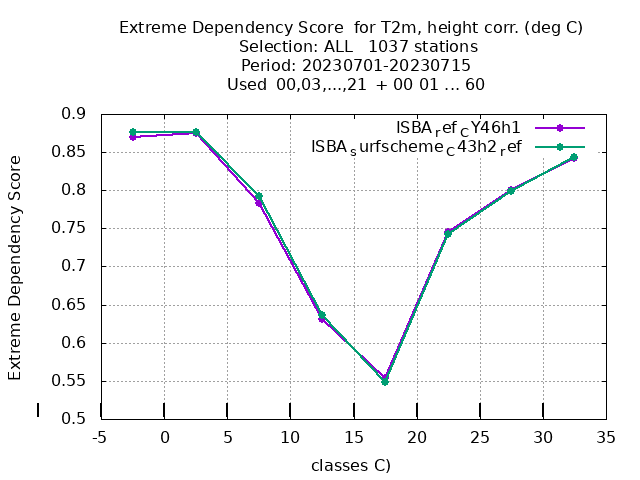 Extreme Dependency Score for T2m, height corr. (deg C)
Selection: ALL 1037 stations
Period: 20230701-20230715
Used 00,03,...,21 + 00 01 ... 60
ISBA_ref_CY46h1
ISBA_surfscheme_C43h2_ref
0.9
0.85
0.8
0.75
0.7
0.65
0.6
0.55
0.5
Extreme Dependency Score
-5 0 5 10 15 20 25 30 35
classes C)